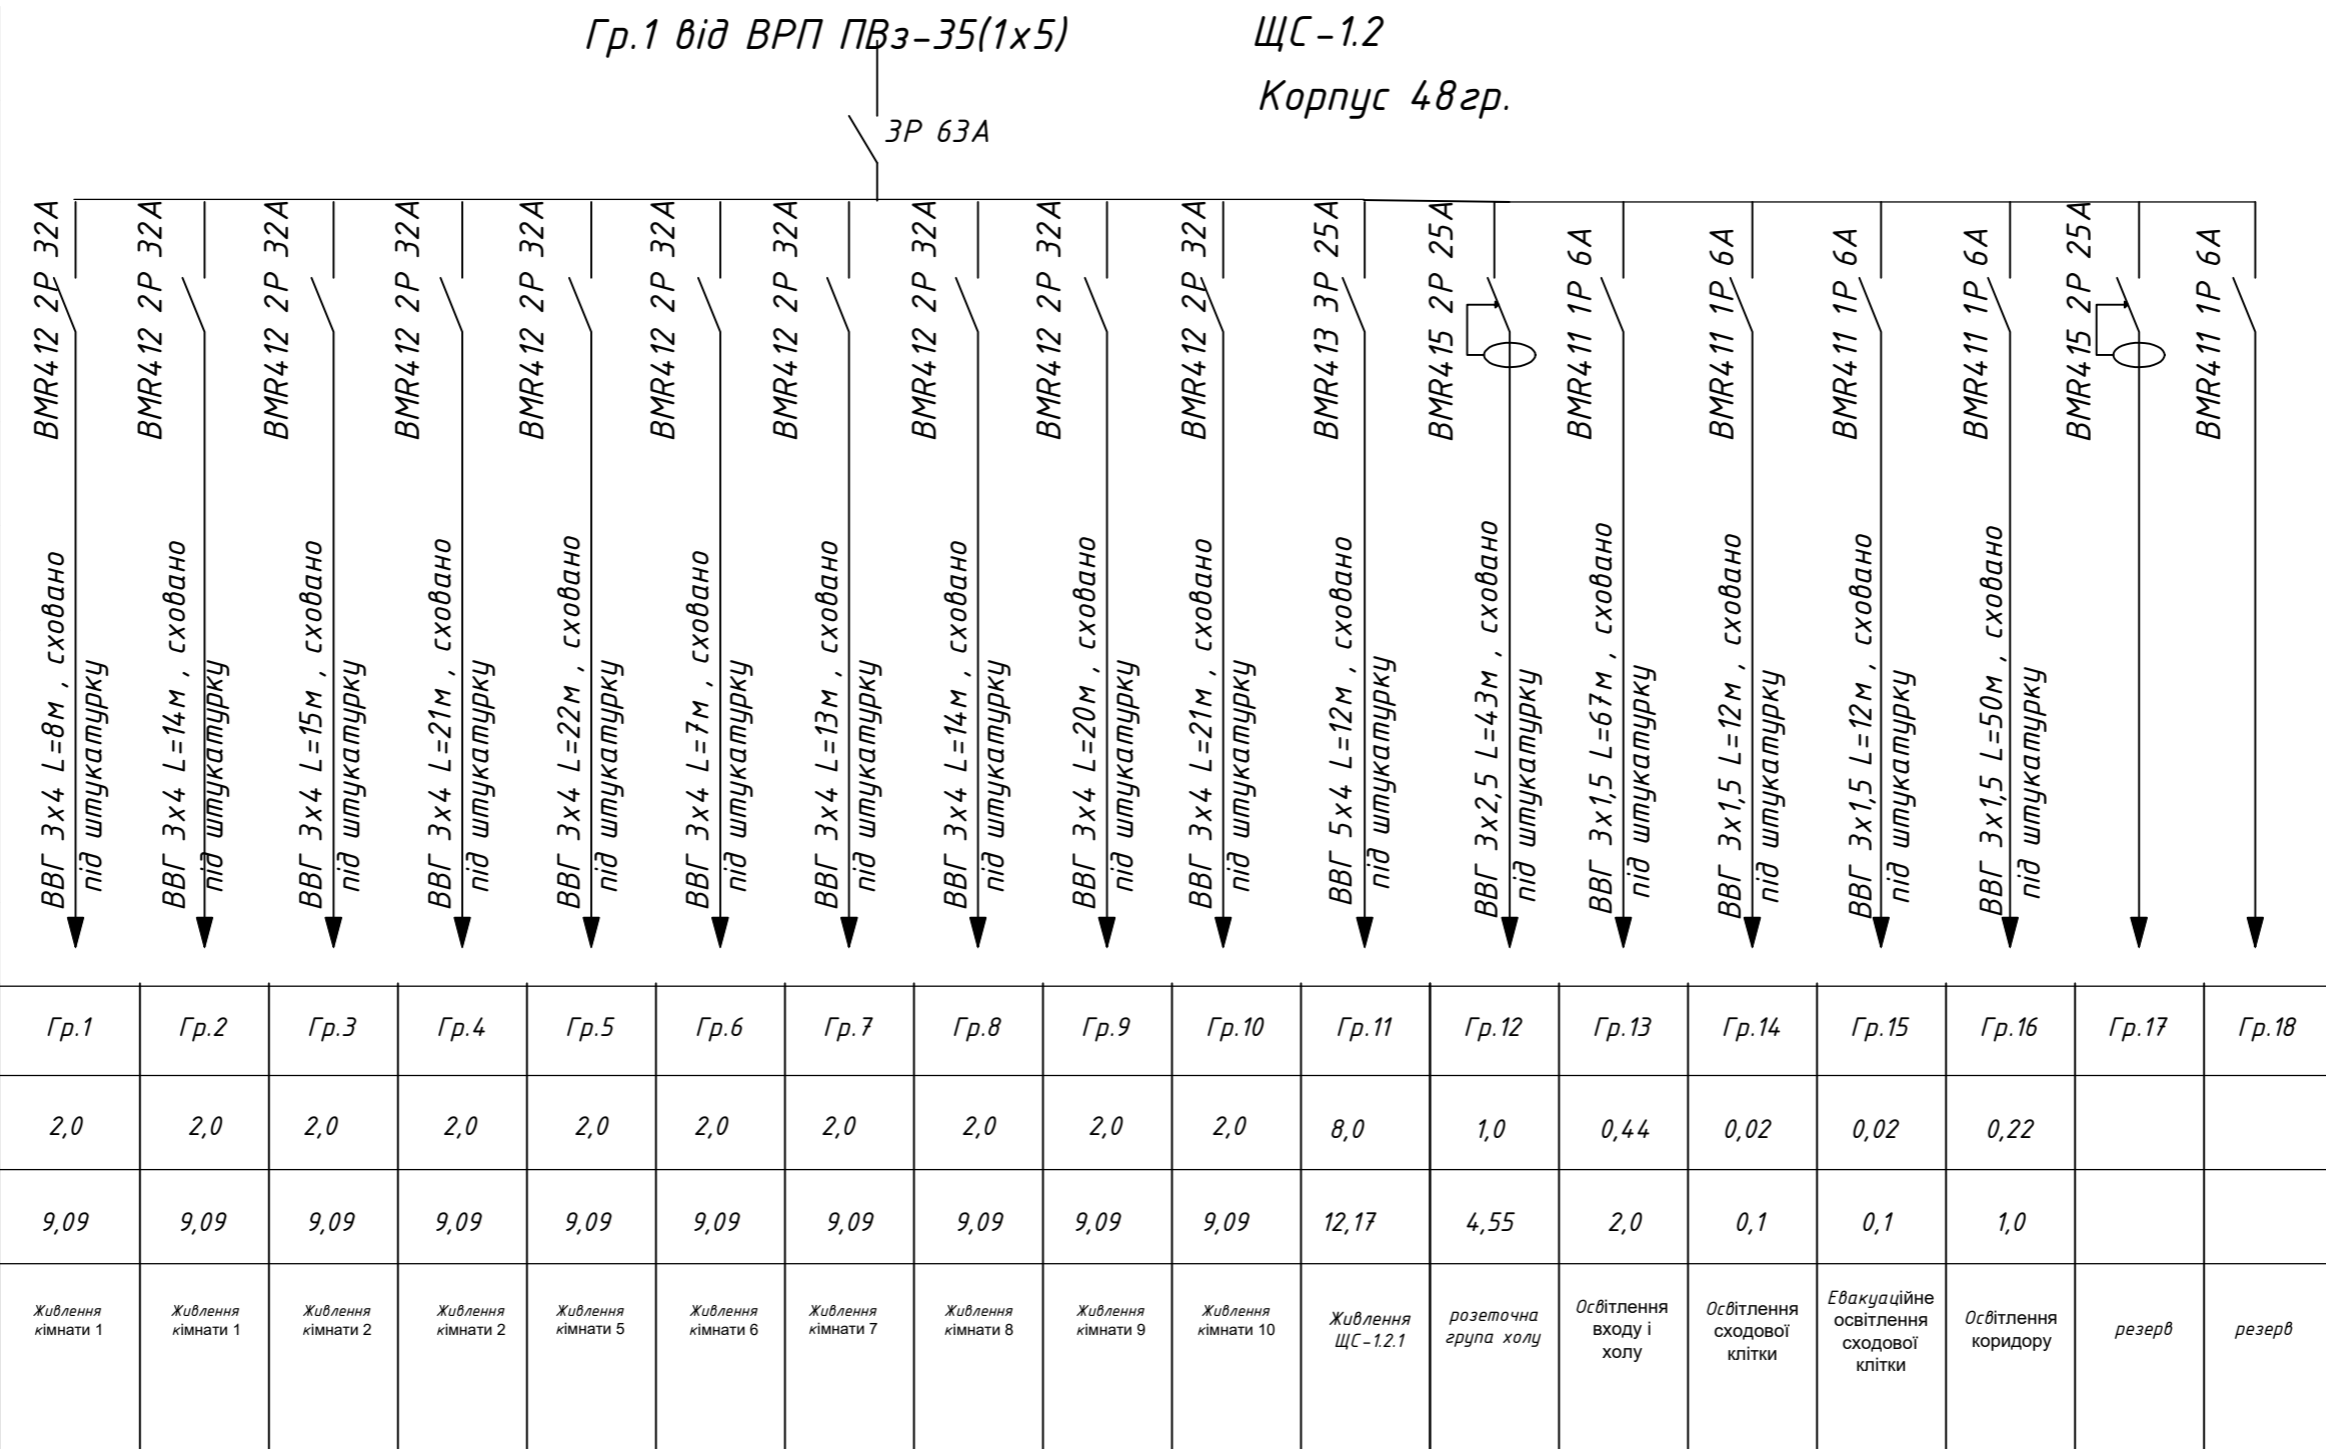 Гр.1 від ВРП ПВз-35(1х5)
ЩС-1.2
Корпус 48гр.
3Р 63А
BMR412 2P 32A
BMR412 2P 32A
BMR412 2P 32A
BMR412 2P 32A
BMR412 2P 32A
BMR412 2P 32A
BMR412 2P 32A
BMR412 2P 32A
BMR412 2P 32A
BMR412 2P 32A
BMR413 3P 25A
BMR415 2P 25A
BMR411 1P 6A
BMR411 1P 6A
BMR411 1P 6A
BMR411 1P 6A
BMR415 2P 25A
BMR411 1P 6A
ВВГ 3х4 L=8м , сховано
під штукатурку
ВВГ 3х4 L=14м , сховано
під штукатурку
ВВГ 3х4 L=15м , сховано
під штукатурку
ВВГ 3х4 L=21м , сховано
під штукатурку
ВВГ 3х4 L=22м , сховано
під штукатурку
ВВГ 3х4 L=7м , сховано
під штукатурку
ВВГ 3х4 L=13м , сховано
під штукатурку
ВВГ 3х4 L=14м , сховано
під штукатурку
ВВГ 3х4 L=20м , сховано
під штукатурку
ВВГ 3х4 L=21м , сховано
під штукатурку
ВВГ 5х4 L=12м , сховано
під штукатурку
ВВГ 3х2,5 L=43м , сховано
під штукатурку
ВВГ 3х1,5 L=67м , сховано
під штукатурку
ВВГ 3х1,5 L=12м , сховано
під штукатурку
ВВГ 3х1,5 L=12м , сховано
під штукатурку
ВВГ 3х1,5 L=50м , сховано
під штукатурку
Гр.1 Гр.2 Гр.3 Гр.4 Гр.5 Гр.6 Гр.7 Гр.8 Гр.9 Гр.10 Гр.11 Гр.12 Гр.13 Гр.14 Гр.15 Гр.16 Гр.17 Гр.18
2,0 2,0 2,0 2,0 2,0 2,0 2,0 2,0 2,0 2,0 8,0 1,0 0,44 0,02 0,02 0,22
9,09 9,09 9,09 9,09 9,09 9,09 9,09 9,09 9,09 9,09 12,17 4,55 2,0 0,1 0,1 1,0
Живлення
кімнати 1
Живлення
кімнати 1
Живлення
кімнати 2
Живлення
кімнати 2
Живлення
кімнати 5
Живлення
кімнати 6
Живлення
кімнати 7
Живлення
кімнати 8
Живлення
кімнати 9
Живлення
кімнати 10
Живлення
ЩС-1.2.1
розеточна
група холу
Освітлення
входу і
холу
Освітлення
сходової
клітки
Евакуаційне
освітлення
сходової
клітки
Освітлення
коридору
резерв
резерв